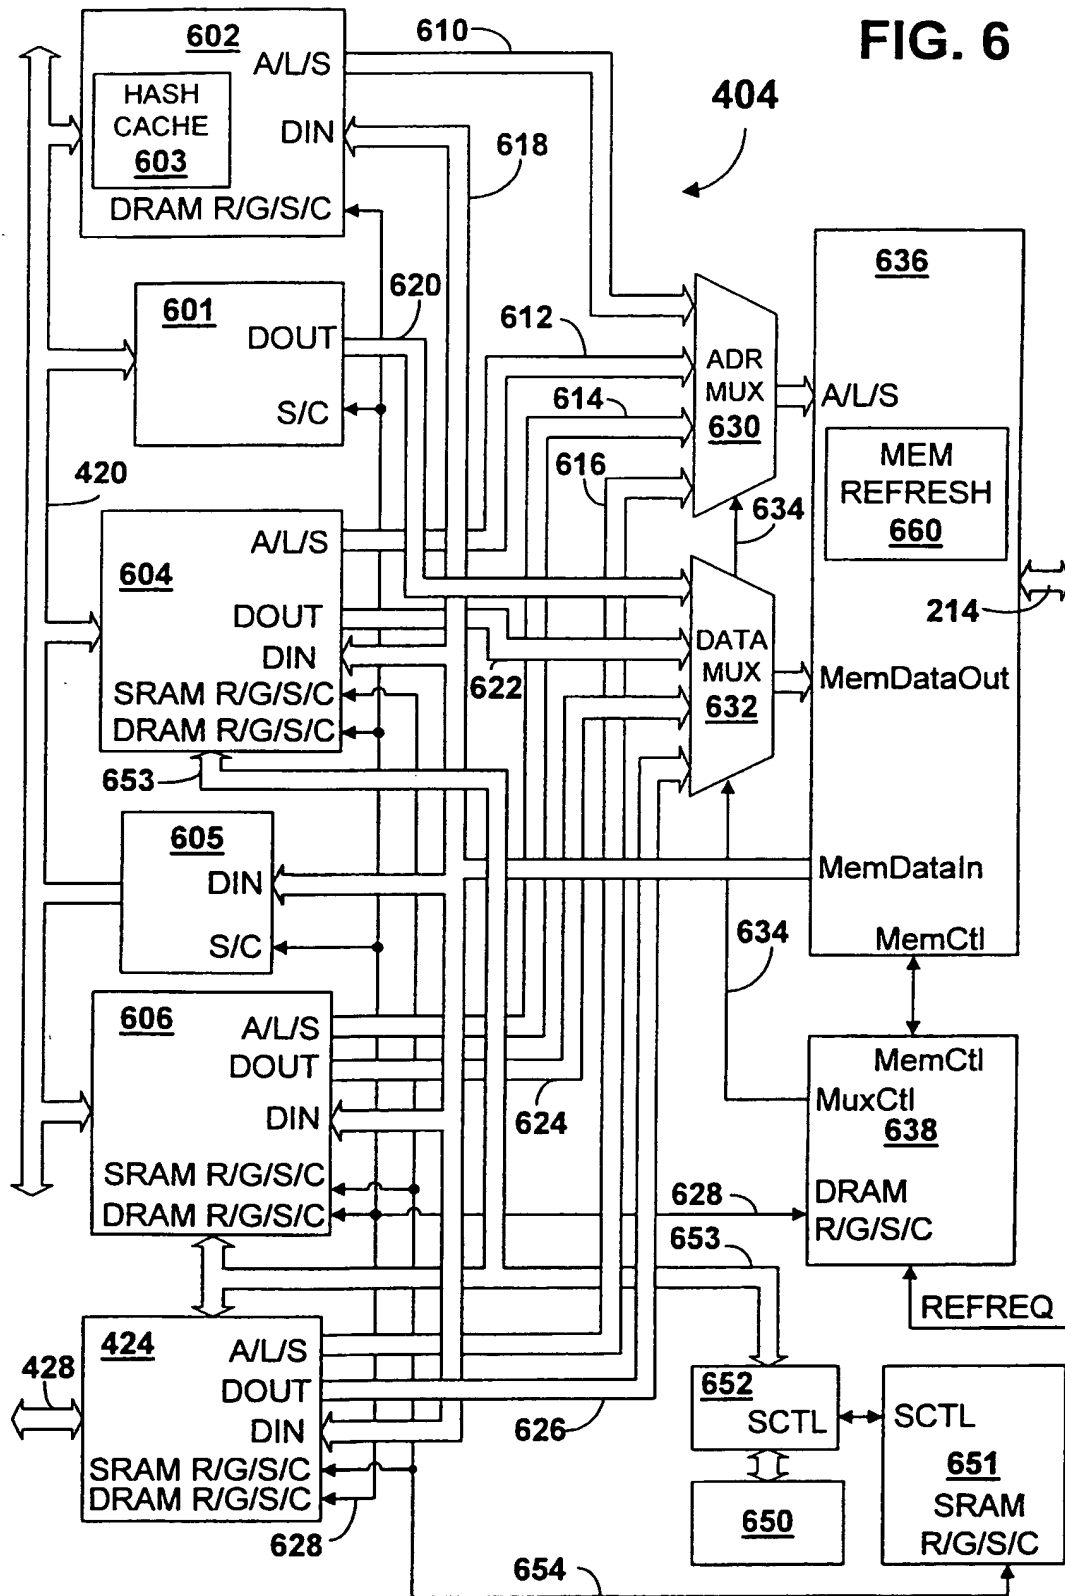 FIG. 6
602
610
A/L/S
404
HASH
CACHE
603
DIN
618
DRAM R/G/S/C
636
601
620
DOUT
612
ADR
MUX
630
A/L/S
614
S/C
MEM
REFRESH
660
616
420
634
A/L/S
604
214
DOUT
DATA
MUX
632
DIN
622
MemDataOut
SRAM R/G/S/C
DRAM R/G/S/C
653
605
DIN
MemDataIn
S/C
634
MemCtl
606
A/L/S
DOUT
MemCtl
MuxCtl
638
DIN
624
SRAM R/G/S/C
DRAM R/G/S/C
628
DRAM
R/G/S/C
653
REFREQ
424
A/L/S
428
DOUT
652
SCTL
SCTL
DIN
626
SRAM R/G/S/C
DRAM R/G/S/C
651
SRAM
R/G/S/C
650
628
654